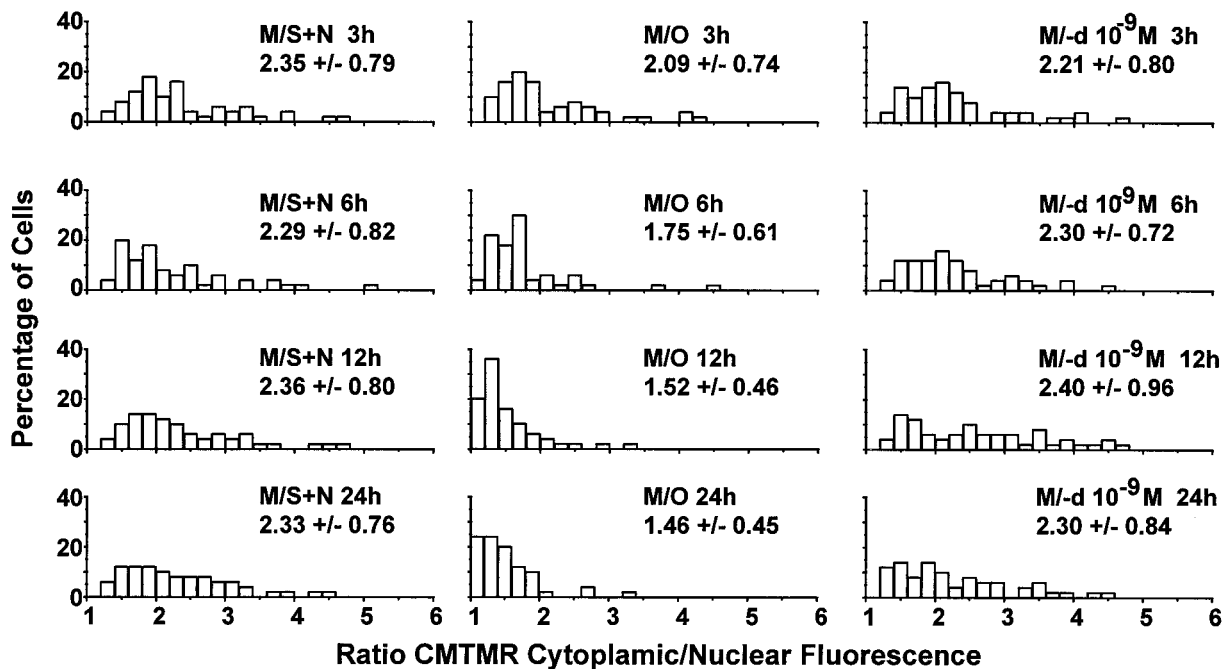 40
20
0
M/S+N 3h
2.35 +/- 0.79
M/O 3h
2.09 +/- 0.74
M/-d 10-9M 3h
2.21 +/- 0.80
40
20
0
M/S+N 6h
2.29 +/- 0.82
M/O 6h
1.75 +/- 0.61
M/-d 10-9M 6h
2.30 +/- 0.72
40
20
0
M/S+N 12h
2.36 +/- 0.80
M/O 12h
1.52 +/- 0.46
M/-d 10-9M 12h
2.40 +/- 0.96
40
20
0
M/S+N 24h
2.33 +/- 0.76
M/O 24h
1.46 +/- 0.45
M/-d 10-9M 24h
2.30 +/- 0.84
1 2 3 4 5 6
1 2 3 4 5 6
1 2 3 4 5 6
Percentage of Cells
Ratio CMTMR Cytoplamic/Nuclear Fluorescence